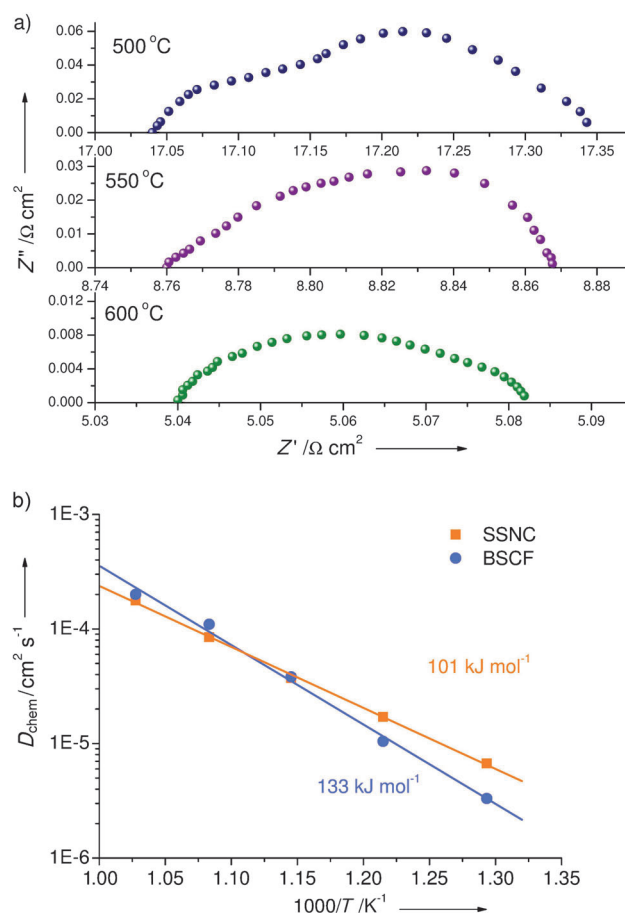 a)
500 °C
0.06
0.04
0.02
0.00
17.00 17.05 17.10 17.15 17.20 17.25 17.30 17.35
550 °C
0.03
0.02
0.01
0.00
8.74 8.76 8.78 8.80 8.82 8.84 8.86 8.88
600 °C
0.012
0.008
0.004
0.000
5.03 5.04 5.05 5.06 5.07 5.08 5.09
Z" /Ω cm²
Z' /Ω cm²
b)
1E-3
1E-4
1E-5
1E-6
SSNC
BSCF
101 kJ mol⁻¹
133 kJ mol⁻¹
D_chem/cm² s⁻¹
1.00 1.05 1.10 1.15 1.20 1.25 1.30 1.35
1000/T /K⁻¹